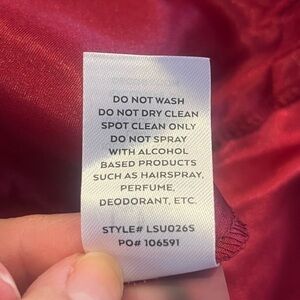 DO NOT WASH
DO NOT DRY CLEAN
SPOT CLEAN ONLY
DO NOT SPRAY
WITH ALCOHOL
BASED PRODUCTS
SUCH AS HAIRSPRAY,
PERFUME,
DEODORANT, ETC.
STYLE# LSU026S
PO# 106591